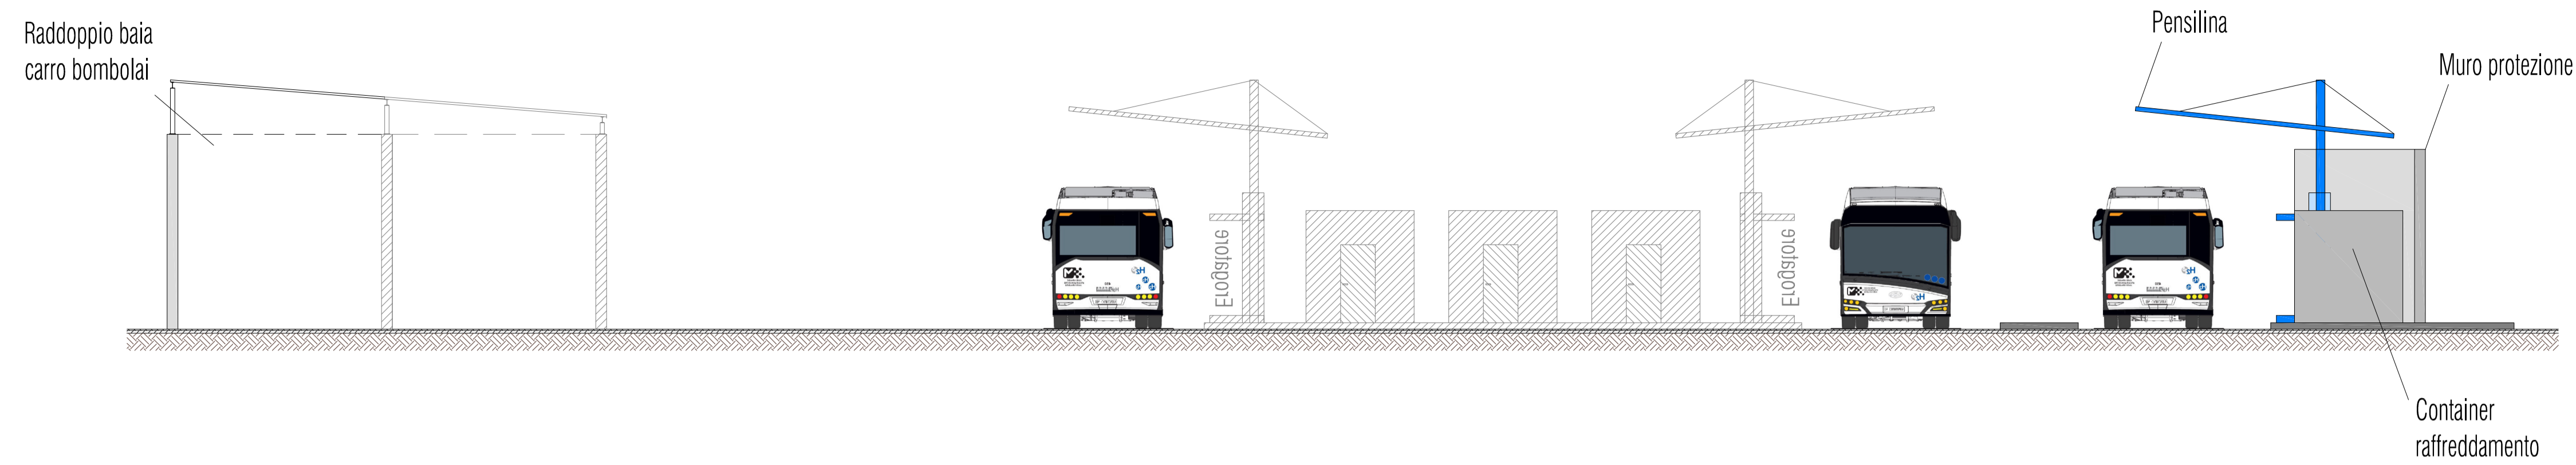 Raddoppio baia
carro bombolai
Pensilina
Muro protezione
Erogatore
Erogatore
Container
raffreddamento